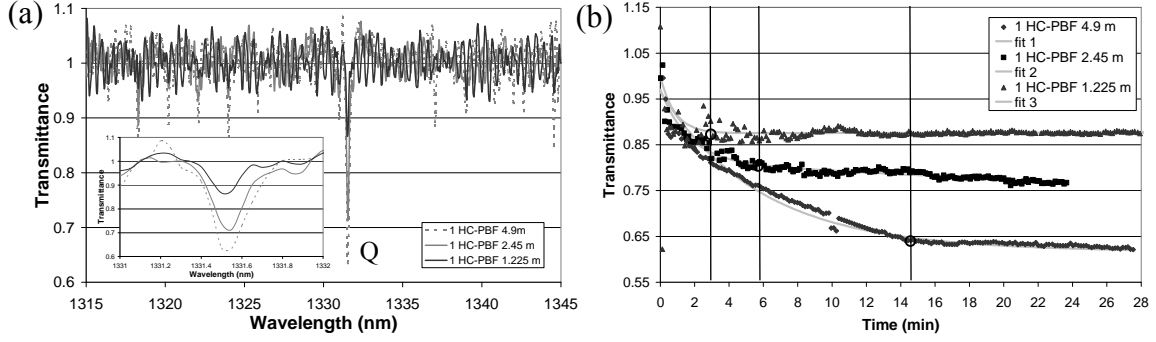 (a)
1.1
1
0.9
0.8
0.7
0.6
Transmittance
1315 1320 1325 1330 1335 1340 1345
Wavelength (nm)
Q
1 HC-PBF 4.9m
1 HC-PBF 2.45 m
1 HC-PBF 1.225 m
1.1
1
0.9
0.8
0.7
0.6
Transmittance
1331 1331.2 1331.4 1331.6 1331.8 1332
Wavelength (nm)
(b)
1.15
1.05
0.95
0.85
0.75
0.65
0.55
Transmittance
0 2 4 6 8 10 12 14 16 18 20 22 24 26 28
Time (min)
1 HC-PBF 4.9 m
fit 1
1 HC-PBF 2.45 m
fit 2
1 HC-PBF 1.225 m
fit 3